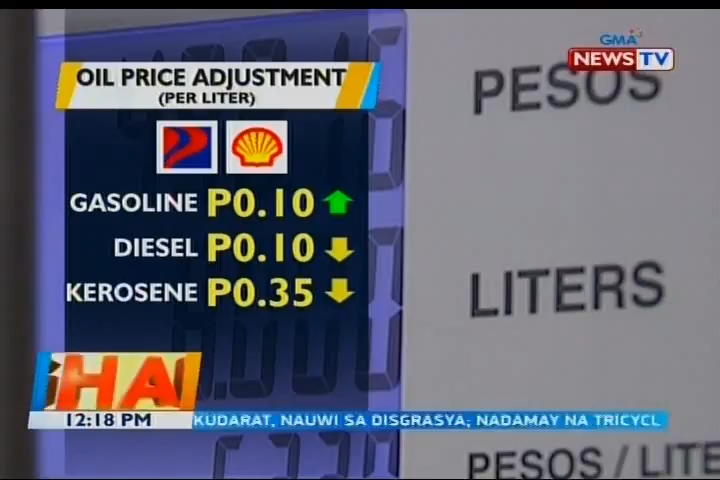 GMA
NEWS TV
OIL PRICE ADJUSTMENT
(PER LITER)
GASOLINE P0.10
DIESEL P0.10
KEROSENE P0.35
PESOS
LITERS
PESOS / LITE
HA!
12:18 PM
KUDARAT, NAUWI SA DISGRASYA; NADAMAY NA TRICYCL